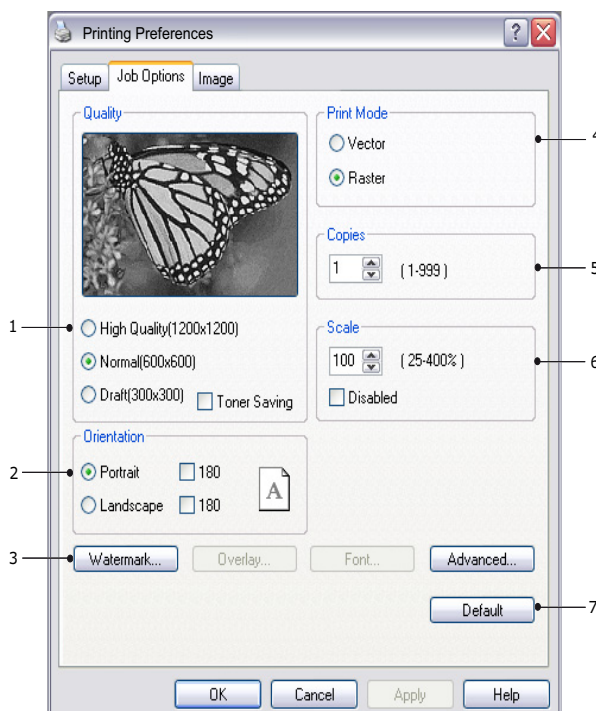 Printing Preferences
Setup Job Options Image
Quality
1
High Quality(1200x1200)
Normal(600x600)
Draft(300x300) Toner Saving
Orientation
2
Portrait 180
A
Landscape 180
3
Watermark... Overlay... Font... Advanced...
Print Mode
Vector
4
Raster
Copies
1 ( 1-999 )
5
Scale
100 ( 25-400% )
6
Disabled
Default
7
OK Cancel Apply Help